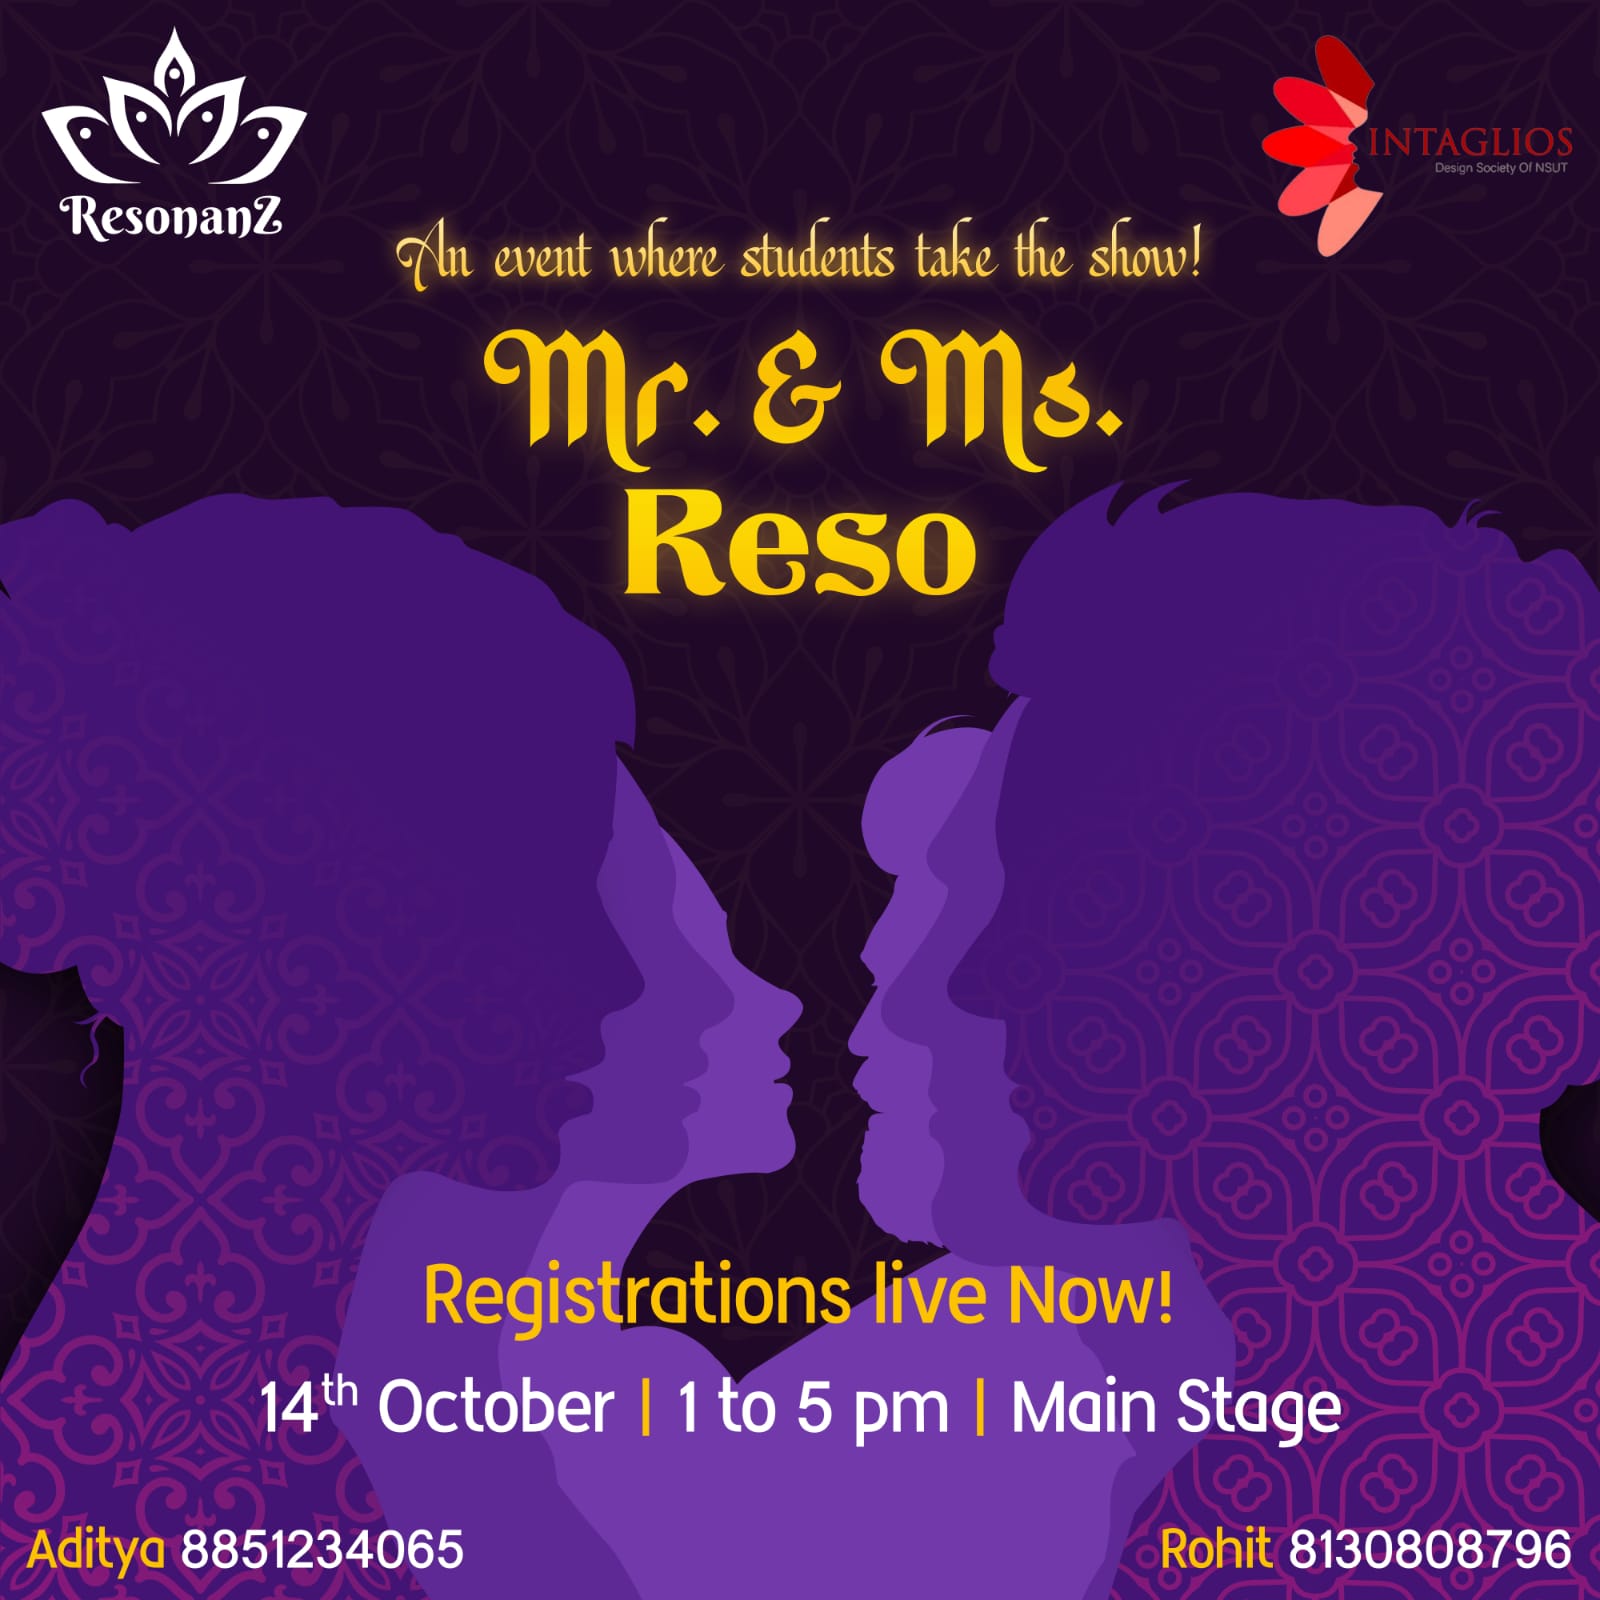 ResonanZ
INTAGLIOS
Design Society Of NSUT
An event where students take the show!
Mr. & Ms.
Reso
Registrations live Now!
14th October | 1 to 5 pm | Main Stage
Aditya 8851234065
Rohit 8130808796